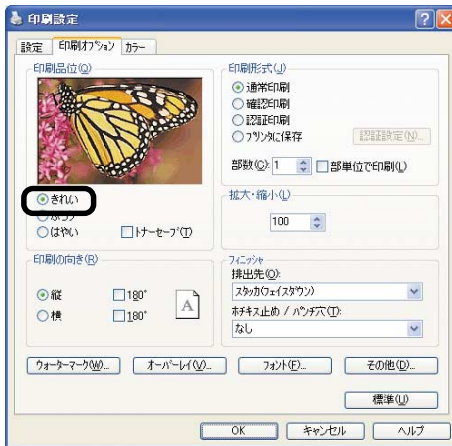 印刷設定
設定 印刷オプション カラー
印刷品位(Q)
きれい
ふつう
はやい
トナーセーブ(T)
印刷の向き(R)
縦 180°
横 180°
A
印刷形式(J)
通常印刷
確認印刷
認証印刷
プリンタに保存 認証設定(N)...
部数(C): 1 部単位で印刷(L)
拡大・縮小(L)
100
フィニッシャ
排出先(O):
スタッカ(フェイスダウン)
ホチキス止め / パンチ穴(T):
なし
ウォーターマーク(W)... オーバーレイ(V)... フォント(F)... その他(D)...
標準(U)
OK キャンセル ヘルプ